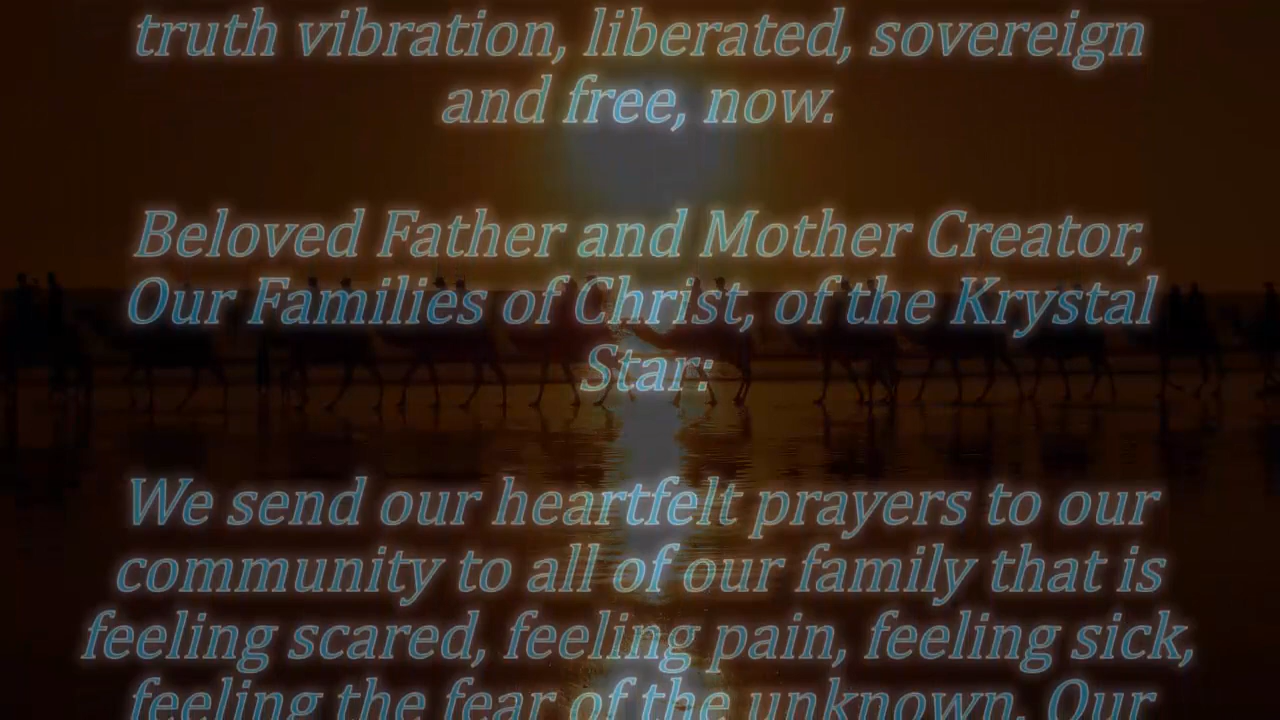 truth vibration, liberated, sovereign
and free, now.
Beloved Father and Mother Creator,
Our Families of Christ, of the Krystal
Star:
We send our heartfelt prayers to our
community to all of our family that is
feeling scared, feeling pain, feeling sick,
feeling the fear of the unknown. Our